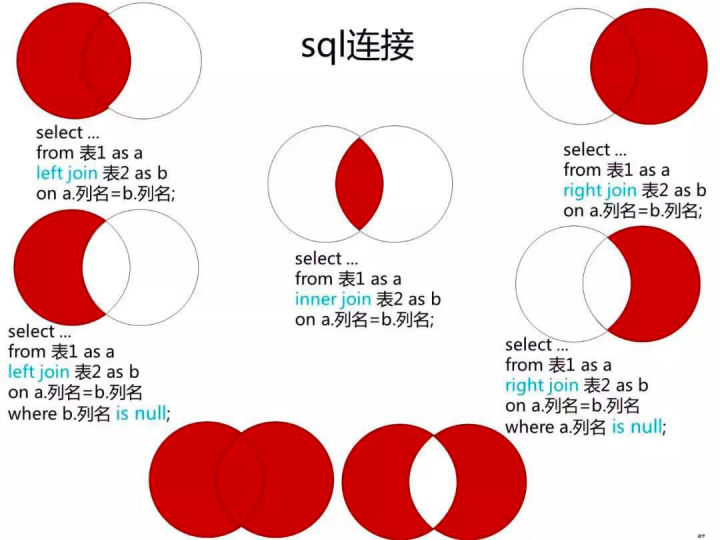 sql连接
select ...
from 表1 as a
left join 表2 as b
on a.列名=b.列名;
select ...
from 表1 as a
inner join 表2 as b
on a.列名=b.列名;
select ...
from 表1 as a
right join 表2 as b
on a.列名=b.列名;
select ...
from 表1 as a
left join 表2 as b
on a.列名=b.列名
where b.列名 is null;
select ...
from 表1 as a
right join 表2 as b
on a.列名=b.列名
where a.列名 is null;